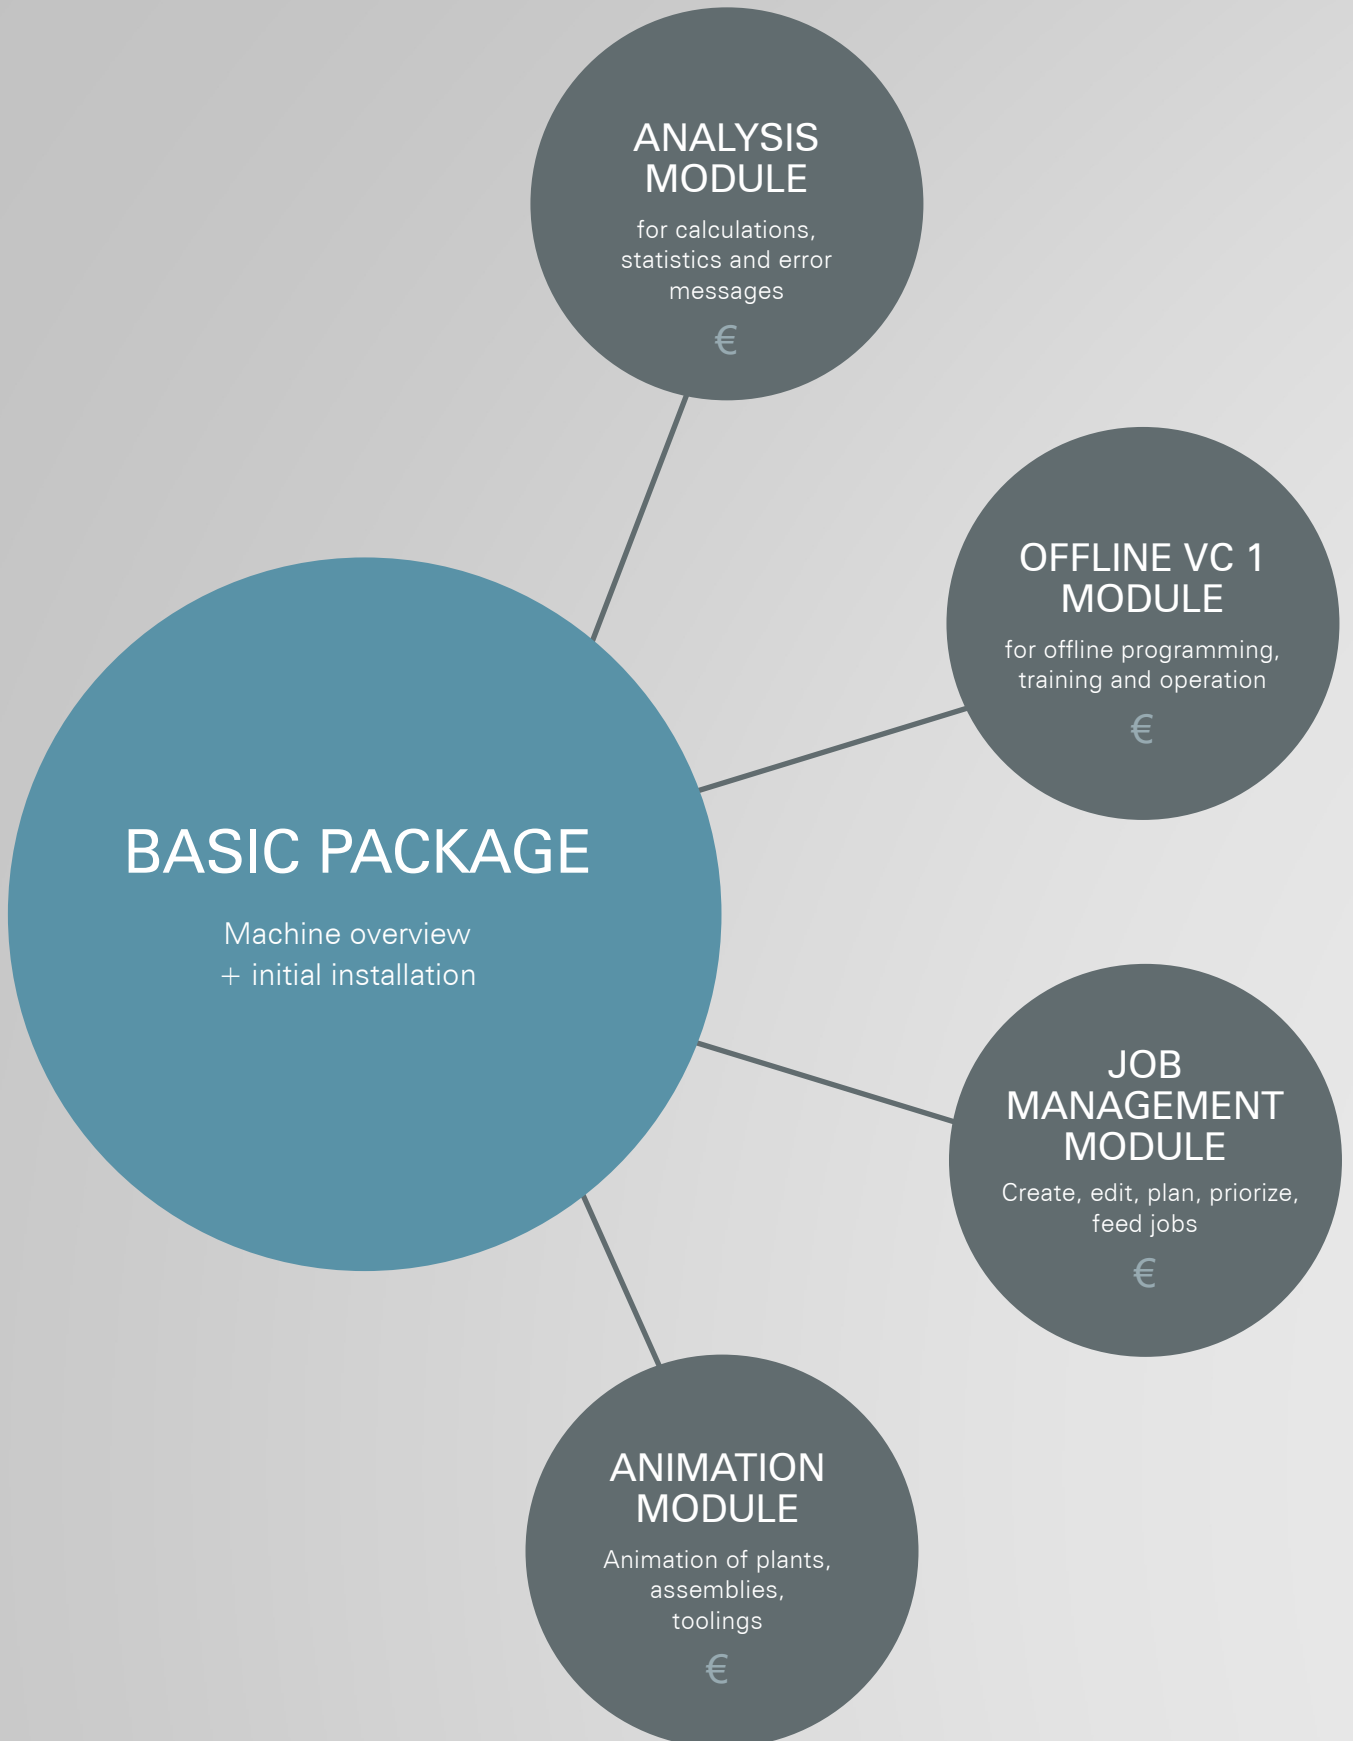 ANALYSIS
MODULE
for calculations,
statistics and error
messages
€
OFFLINE VC 1
MODULE
for offline programming,
training and operation
€
BASIC PACKAGE
Machine overview
+ initial installation
JOB
MANAGEMENT
MODULE
Create, edit, plan, priorize,
feed jobs
€
ANIMATION
MODULE
Animation of plants,
assemblies,
toolings
€